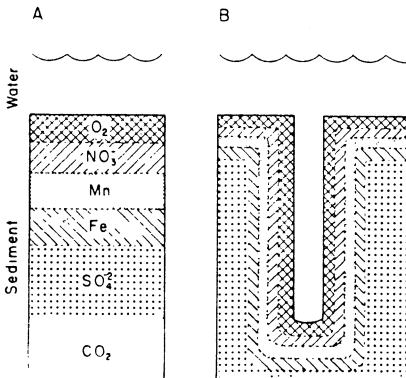 A
B
Water
Sediment
O₂
NO₃⁻
Mn
Fe
SO₄⁻²
CO₂